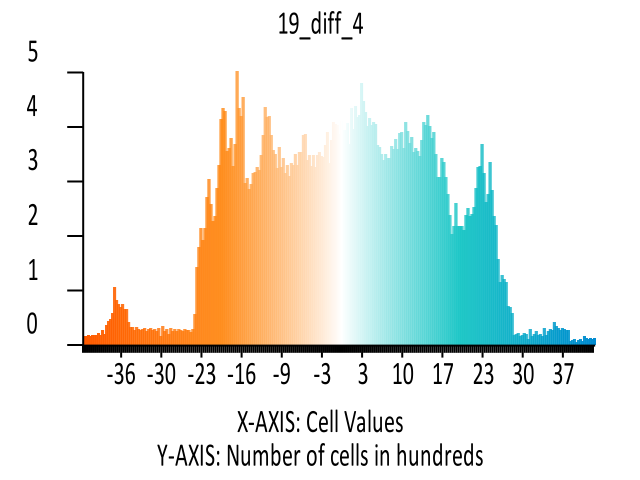 19_diff_4
5
4
3
2
1
0
-36 -30 -23 -16 -9 -3 3 10 17 23 30 37
X-AXIS: Cell Values
Y-AXIS: Number of cells in hundreds